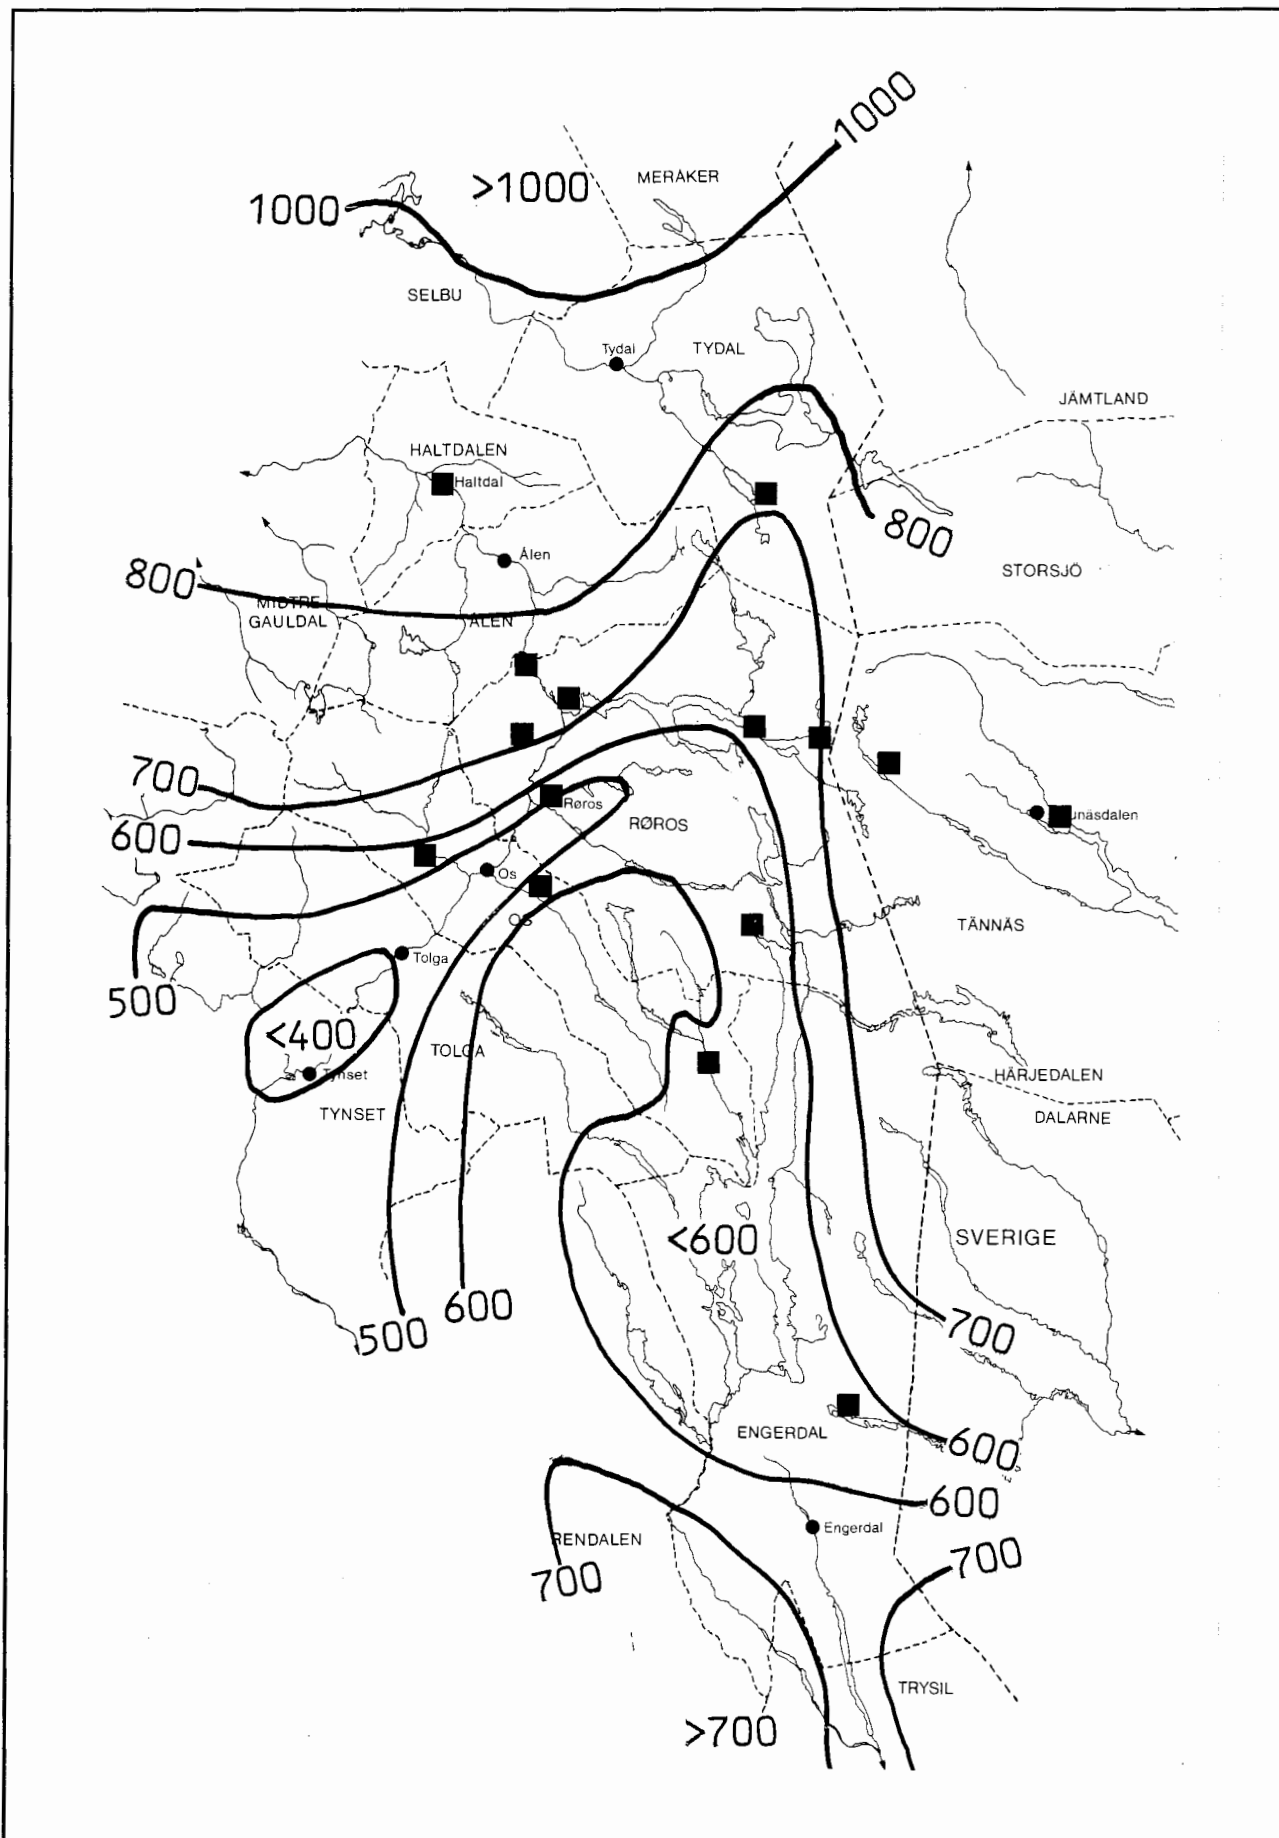 1000
MERÅKER
>1000
1000
SELBU
Tydal
TYDAL
JÄMTLAND
HALTDALEN
Haltdal
800
Ålen
800
STORSJÖ
MIDTRE
GAULDAL
ÅLEN
700
Røros
RØROS
600
Os
Os
TÄNNÄS
Tolga
500
<400
TOLGA
Tynset
TYNSET
HÄRJEDALEN
DALARNE
<600
SVERIGE
600
500
700
ENGERDAL
600
600
Engerdal
RENDALEN
700
700
TRYSIL
>700